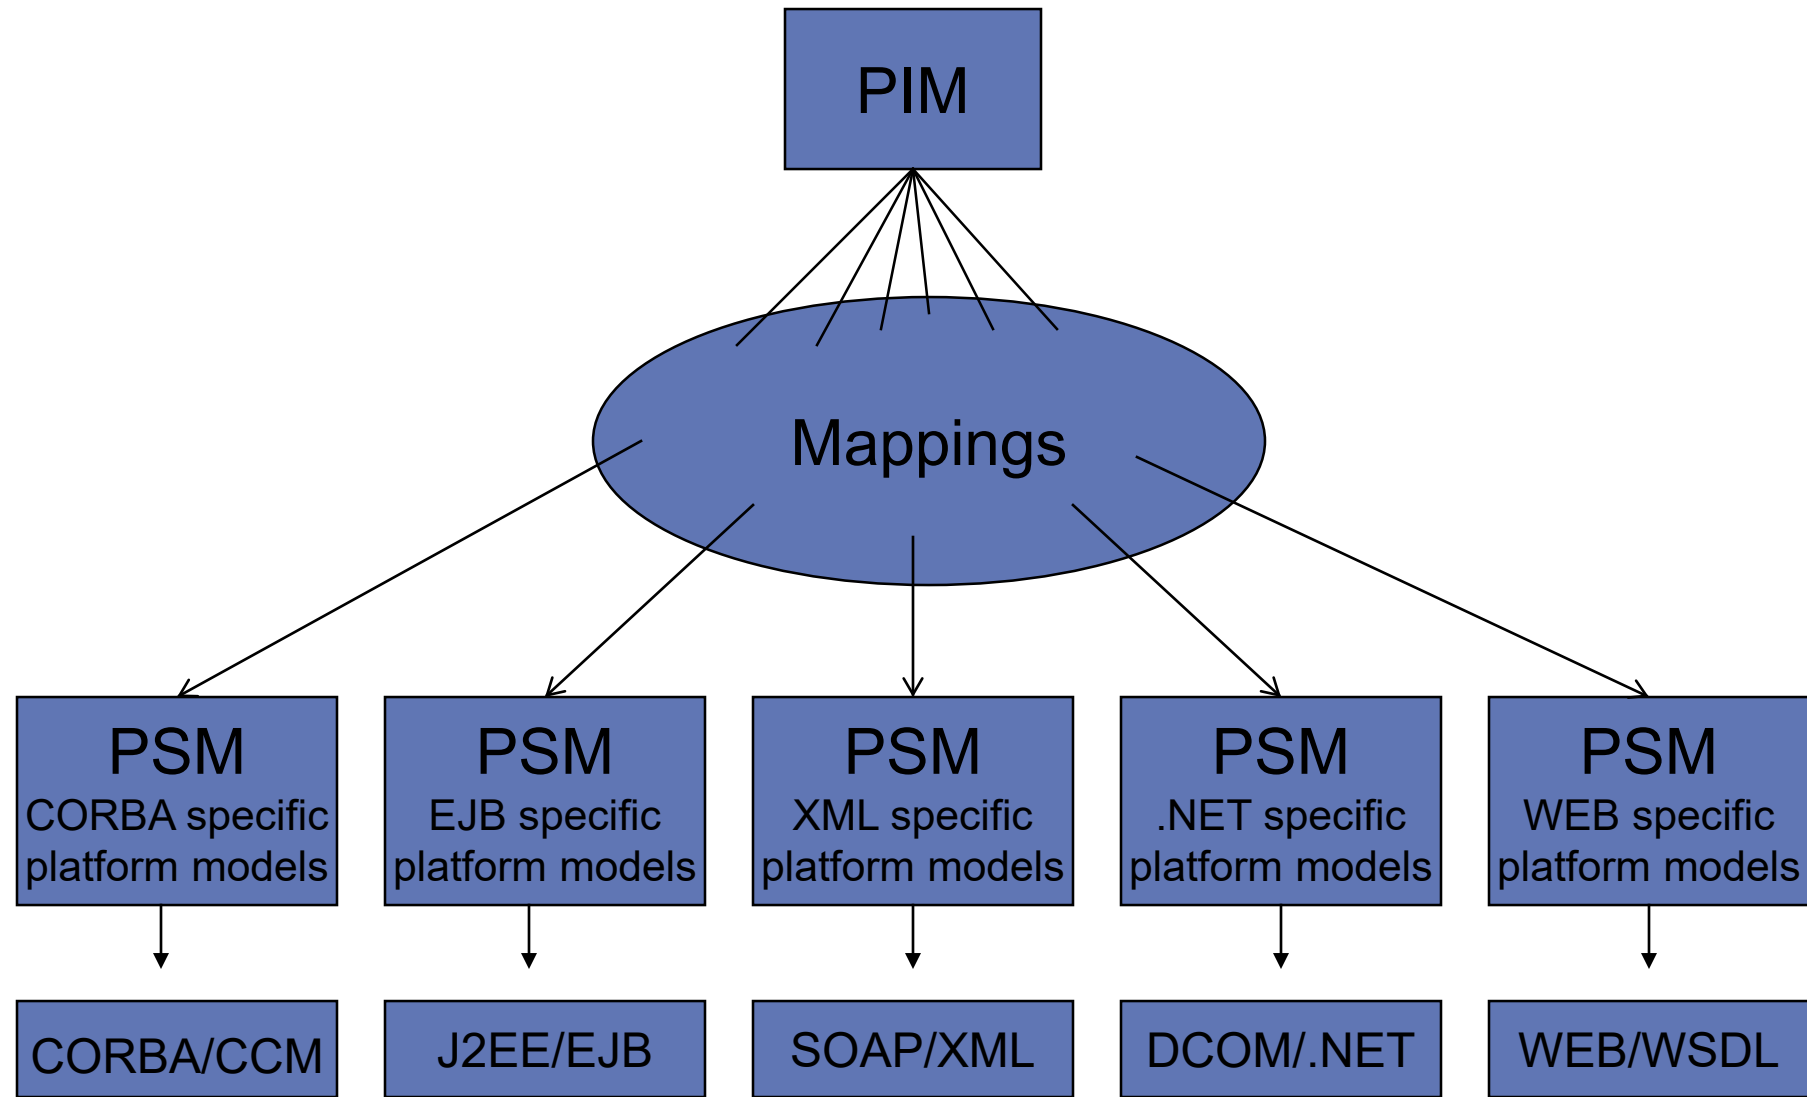 PIM
Mappings
PSM
CORBA specific
platform models
PSM
EJB specific
platform models
PSM
XML specific
platform models
PSM
.NET specific
platform models
PSM
WEB specific
platform models
CORBA/CCM
J2EE/EJB
SOAP/XML
DCOM/.NET
WEB/WSDL